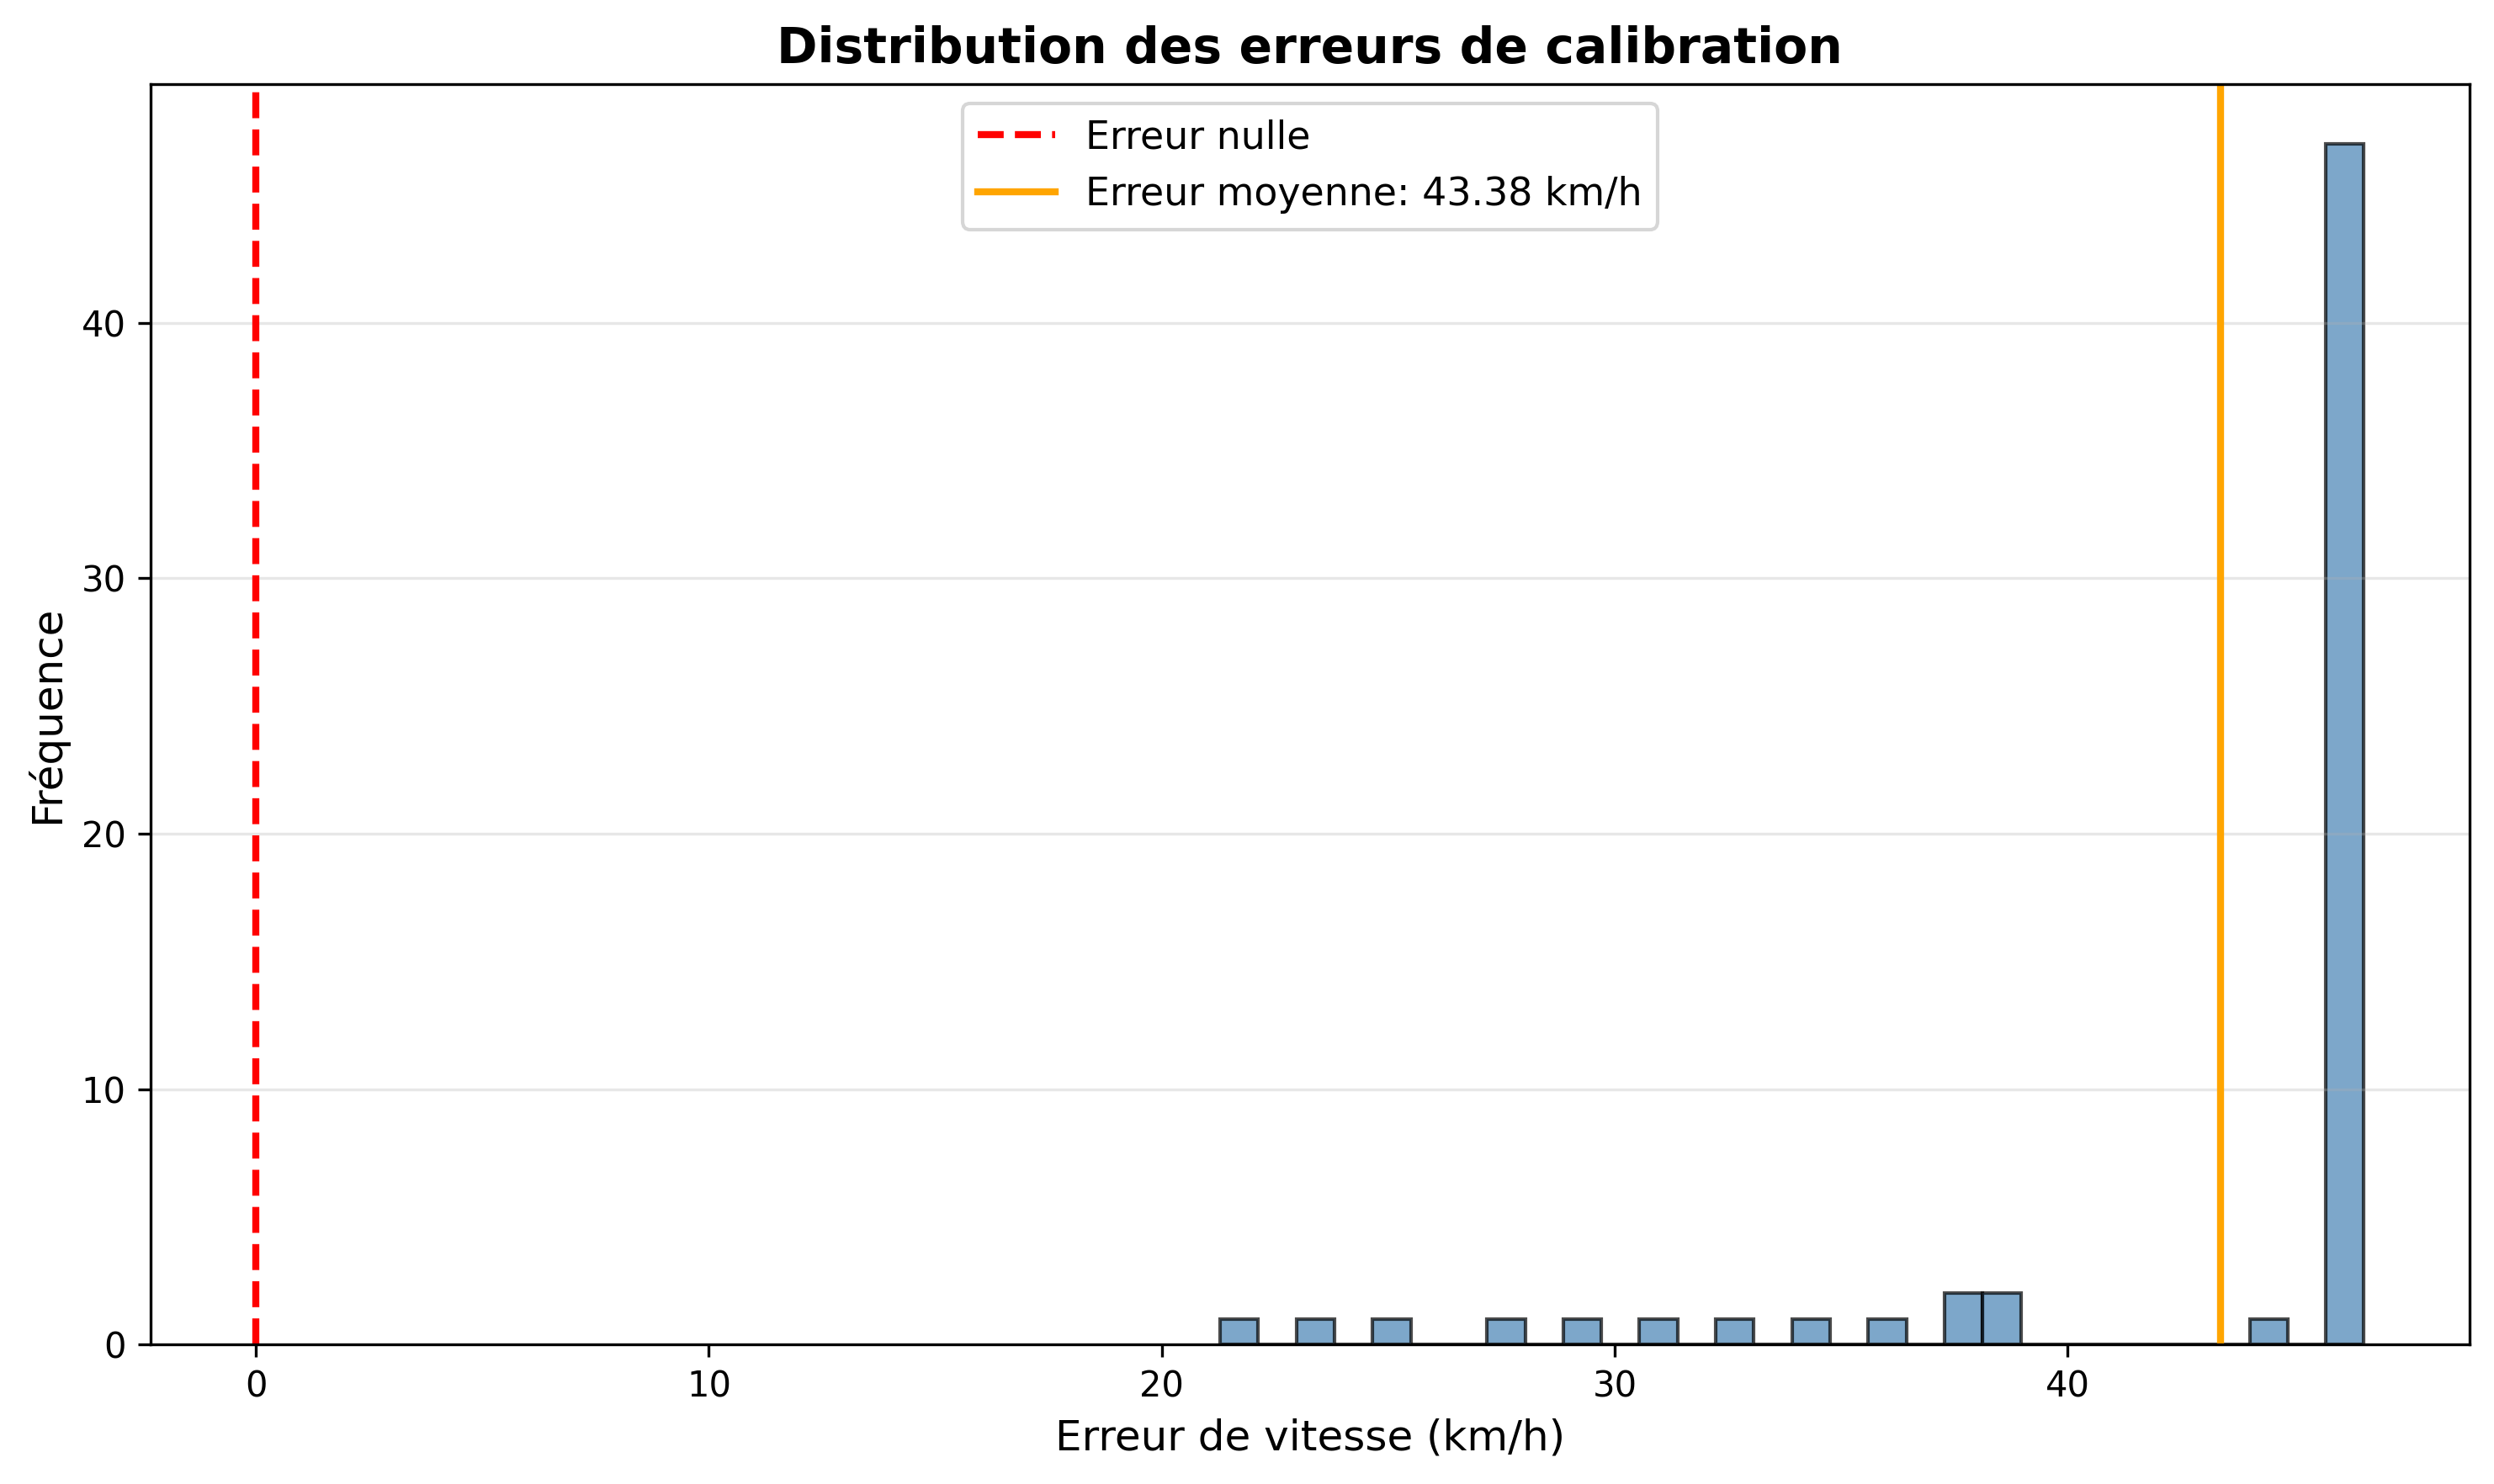 Distribution des erreurs de calibration
Erreur nulle
Erreur moyenne: 43.38 km/h
Fréquence
40
30
20
10
0
0 10 20 30 40
Erreur de vitesse (km/h)